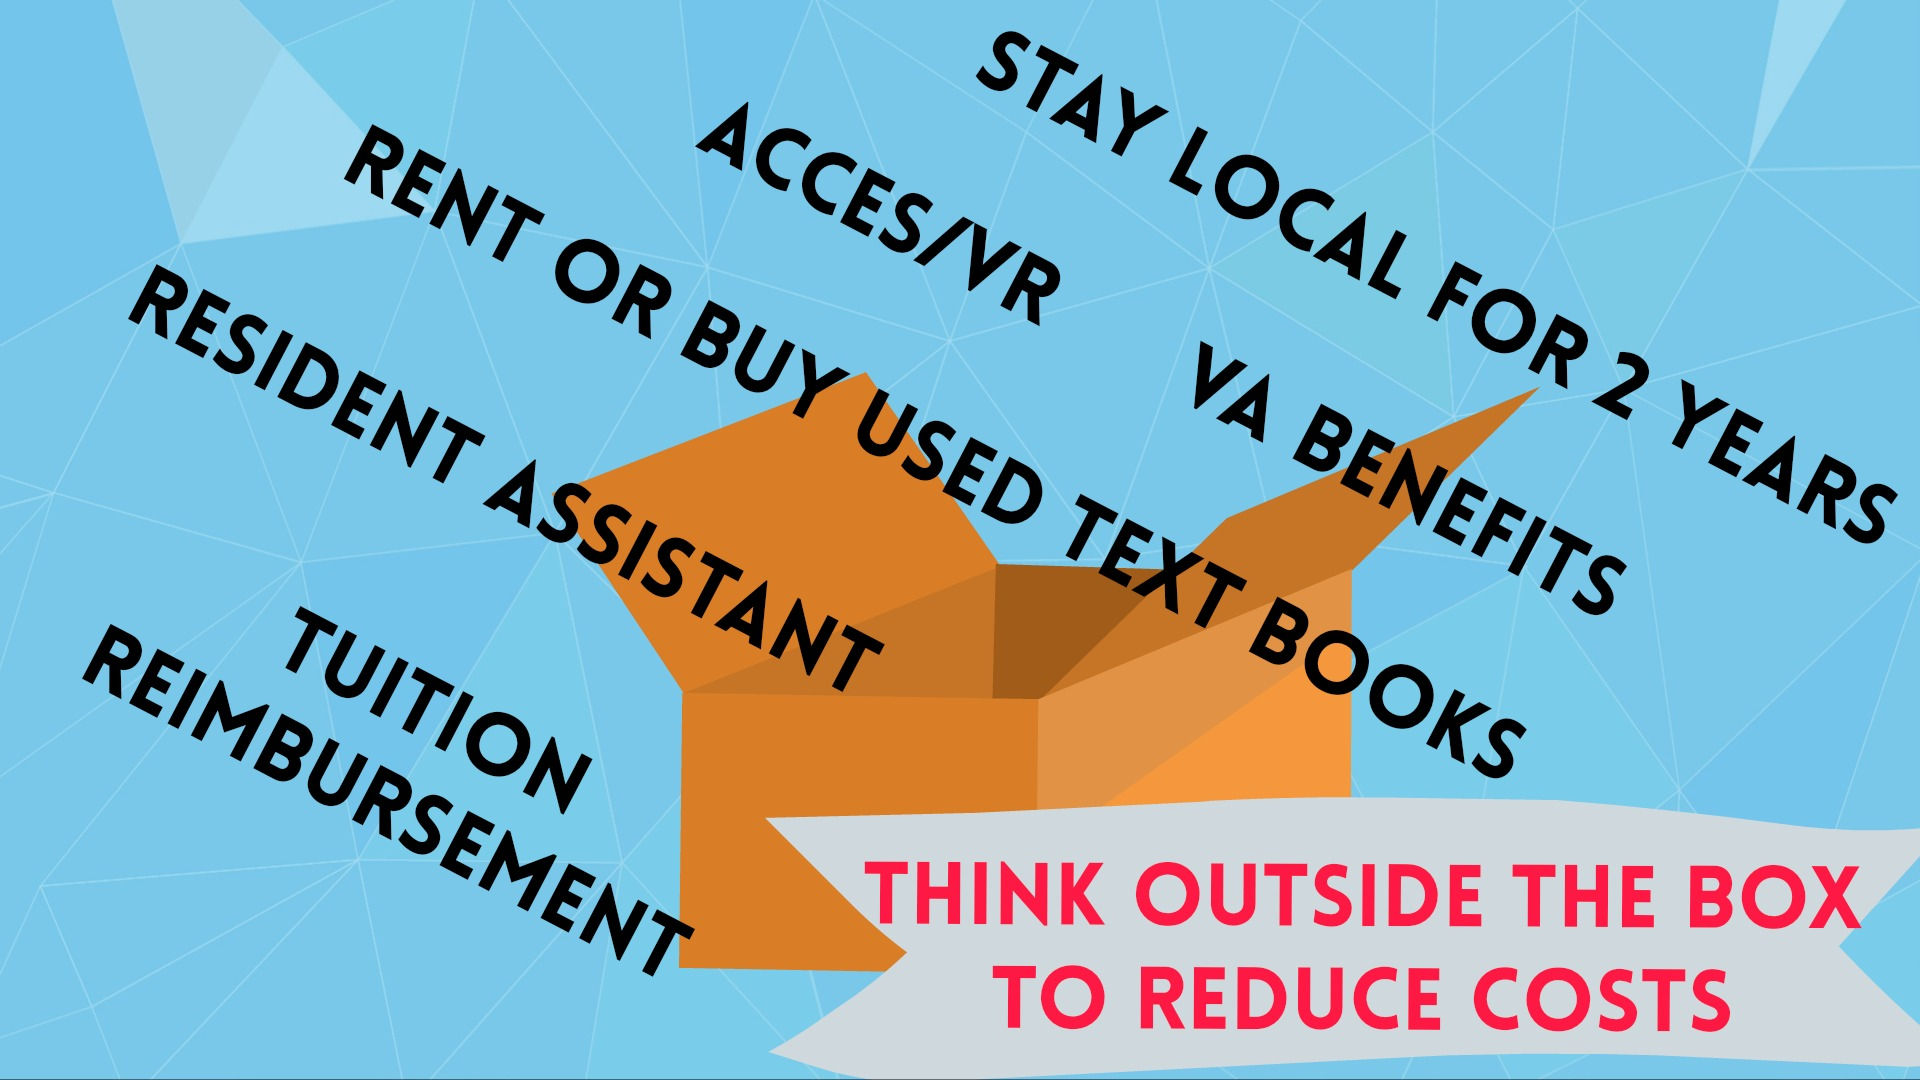 STAY LOCAL FOR 2 YEARS
ACCES/VR
RENT OR BUY USED TEXT BOOKS
VA BENEFITS
RESIDENT ASSISTANT
TUITION
REIMBURSEMENT
THINK OUTSIDE THE BOX
TO REDUCE COSTS